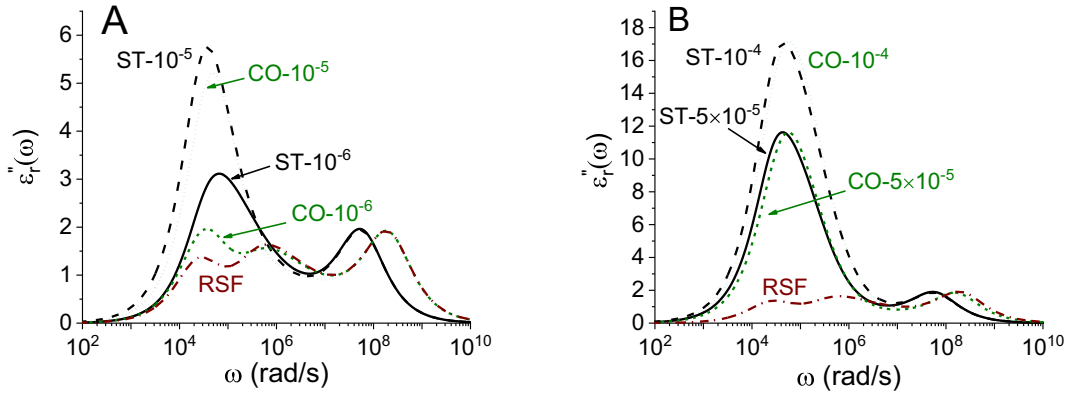 A
6
5
4
3
2
1
0
ε″r(ω)
ST-10⁻⁵
CO-10⁻⁵
ST-10⁻⁶
CO-10⁻⁶
RSF
10² 10⁴ 10⁶ 10⁸ 10¹⁰
ω (rad/s)
B
18
16
14
12
10
8
6
4
2
0
ε″r(ω)
ST-10⁻⁴
CO-10⁻⁴
ST-5×10⁻⁵
CO-5×10⁻⁵
RSF
10² 10⁴ 10⁶ 10⁸ 10¹⁰
ω (rad/s)